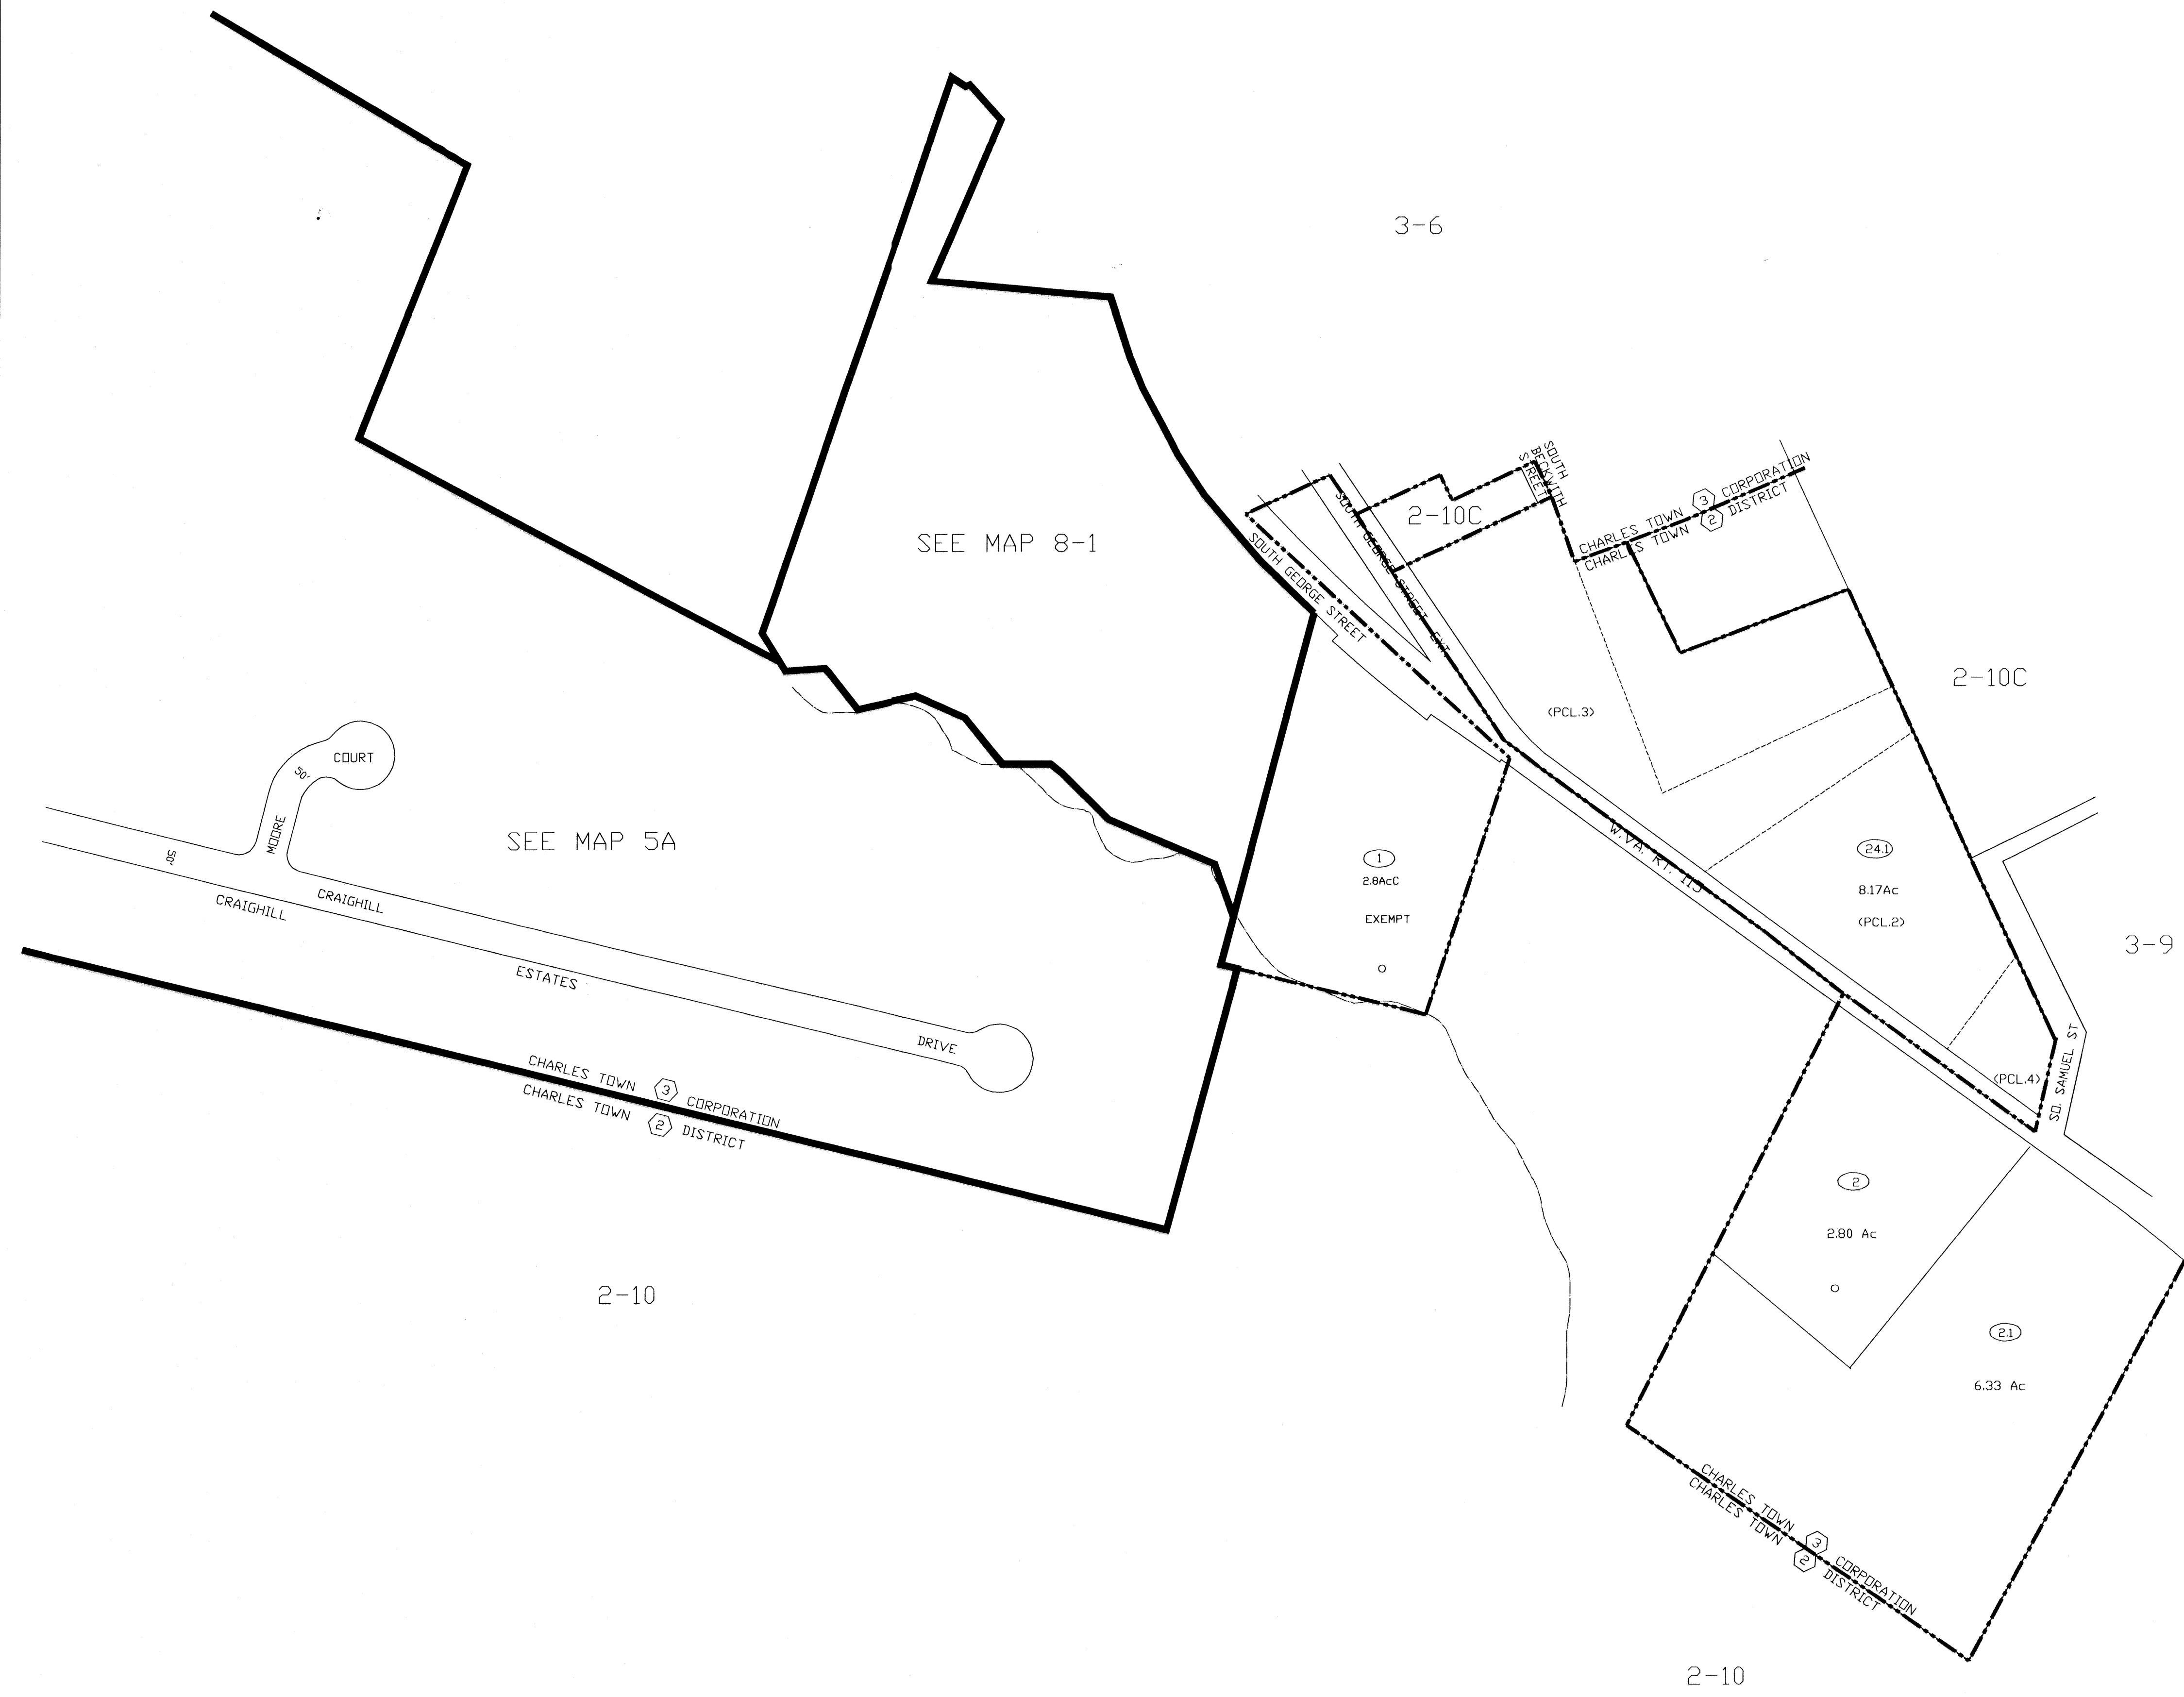 3-6
SOUTH
BECKWITH
STREET
CHARLES TOWN 3 CORPORATION
CHARLES TOWN 2 DISTRICT
2-10C
SOUTH GEORGE STREET EXT.
SOUTH GEORGE STREET
SEE MAP 8-1
2-10C
(PCL.3)
COURT
50'
MOORE
SEE MAP 5A
50'
CRAIGHILL
CRAIGHILL
ESTATES
DRIVE
W.VA. RT. 115
1
2.8AcC
EXEMPT
24.1
8.17Ac
(PCL.2)
3-9
CHARLES TOWN 3 CORPORATION
CHARLES TOWN 2 DISTRICT
(PCL.4)
SO. SAMUEL ST
2
2.80 Ac
2-10
2.1
6.33 Ac
CHARLES TOWN 3 CORPORATION
CHARLES TOWN 2 DISTRICT
2-10